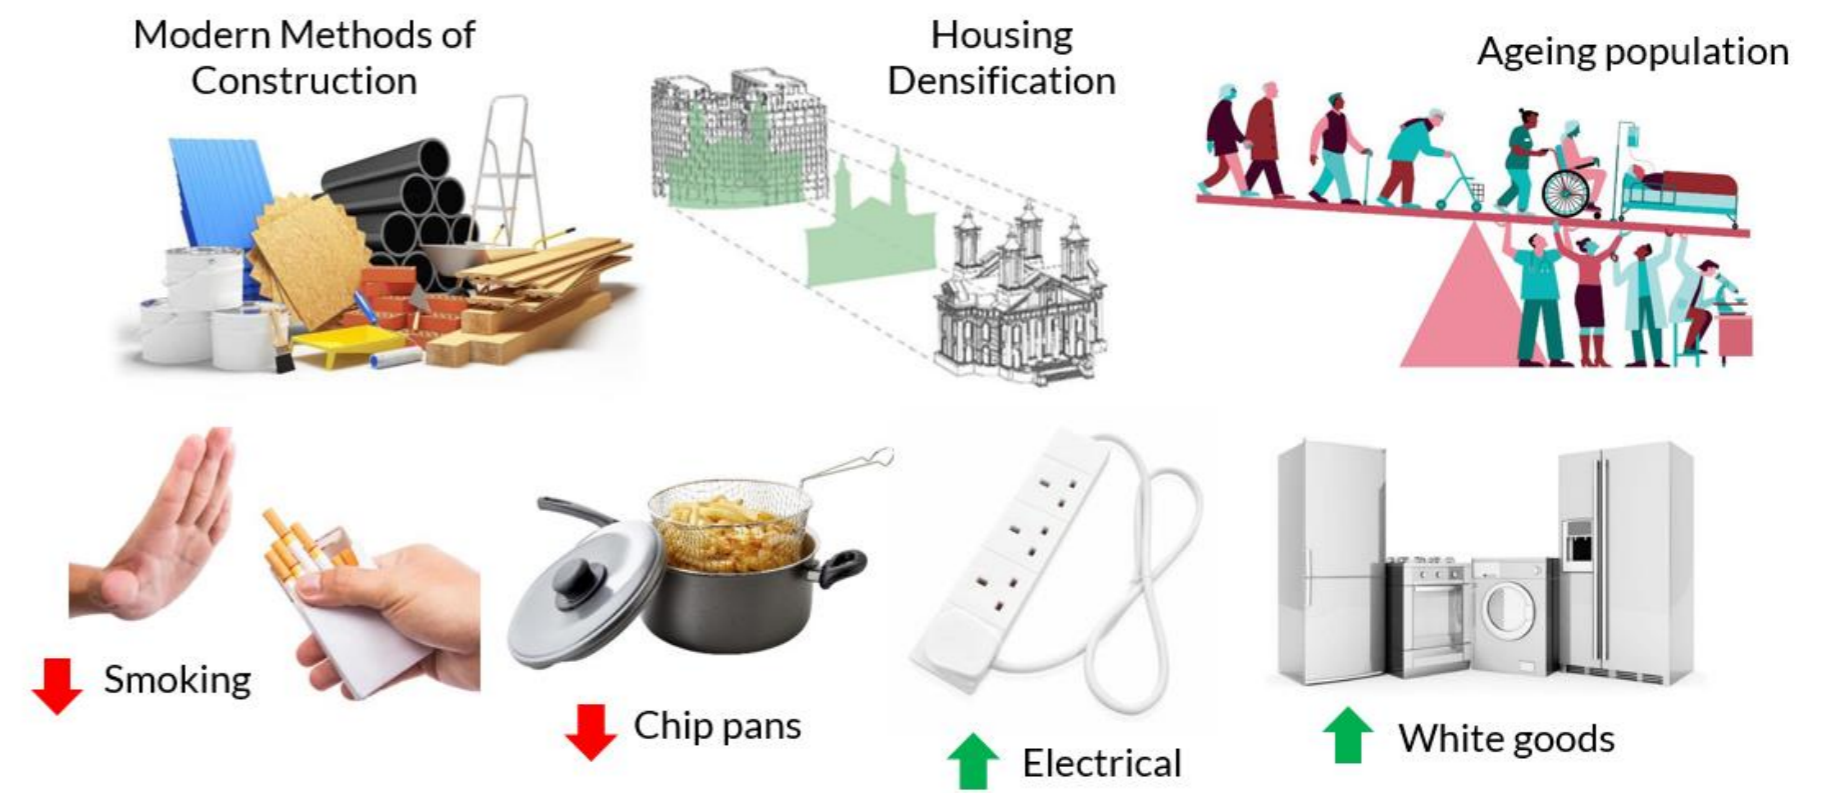 Modern Methods of
Construction
Housing
Densification
Ageing population
Smoking
Chip pans
Electrical
White goods